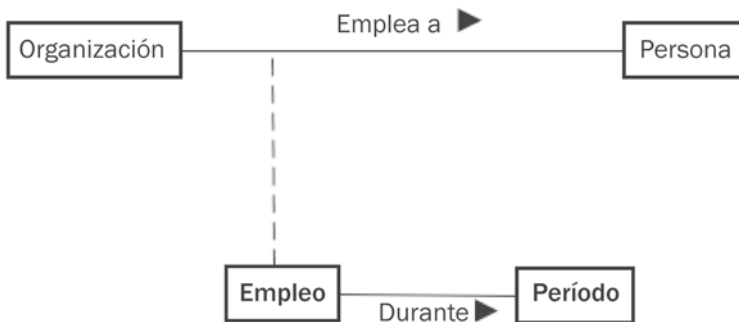 Emplea a
Organización
Persona
Empleo
Período
Durante